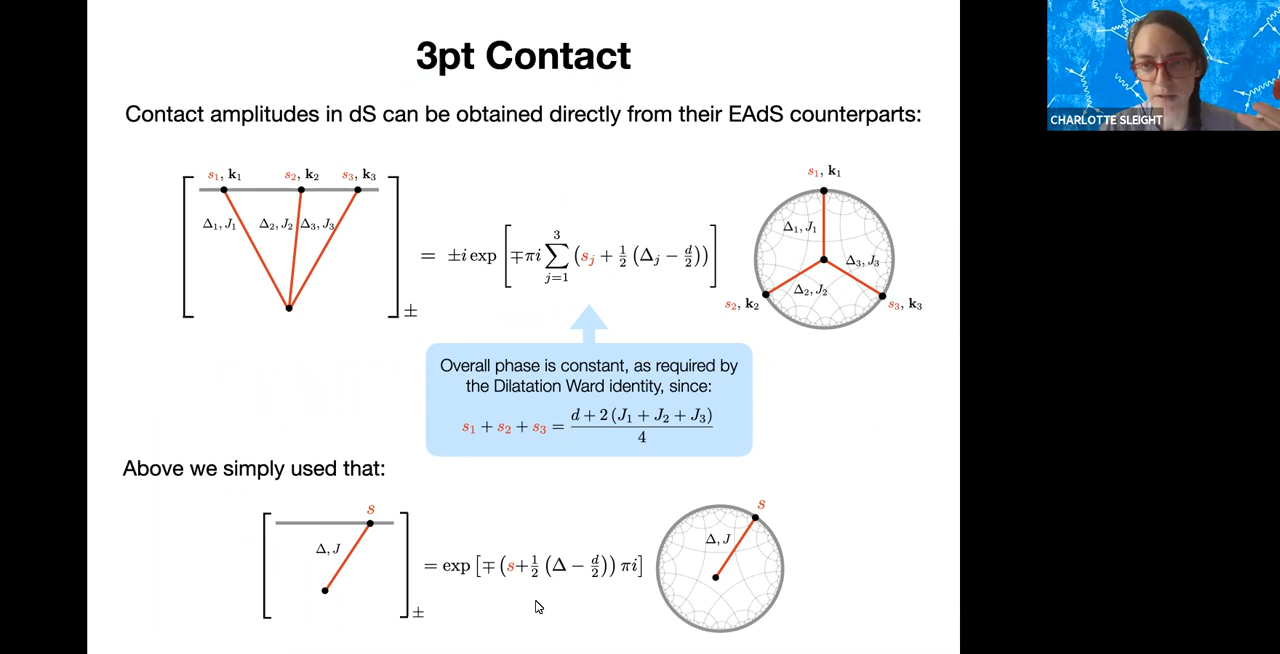 3pt Contact
Contact amplitudes in dS can be obtained directly from their EAdS counterparts:
s₁, k₁ s₂, k₂ s₃, k₃
Δ₁, J₁ Δ₂, J₂ Δ₃, J₃
±
= ±i exp [∓πi ∑_{j=1}^{3} (s_j + ½ (Δ_j − d/2))]
s₁, k₁
Δ₁, J₁
Δ₃, J₃
Δ₂, J₂
s₂, k₂
s₃, k₃
Overall phase is constant, as required by
the Dilatation Ward identity, since:
s₁ + s₂ + s₃ = (d + 2 (J₁ + J₂ + J₃))/4
Above we simply used that:
s
Δ, J
±
= exp [∓ (s+½ (Δ − d/2)) πi]
s
Δ, J
CHARLOTTE SLEIGHT